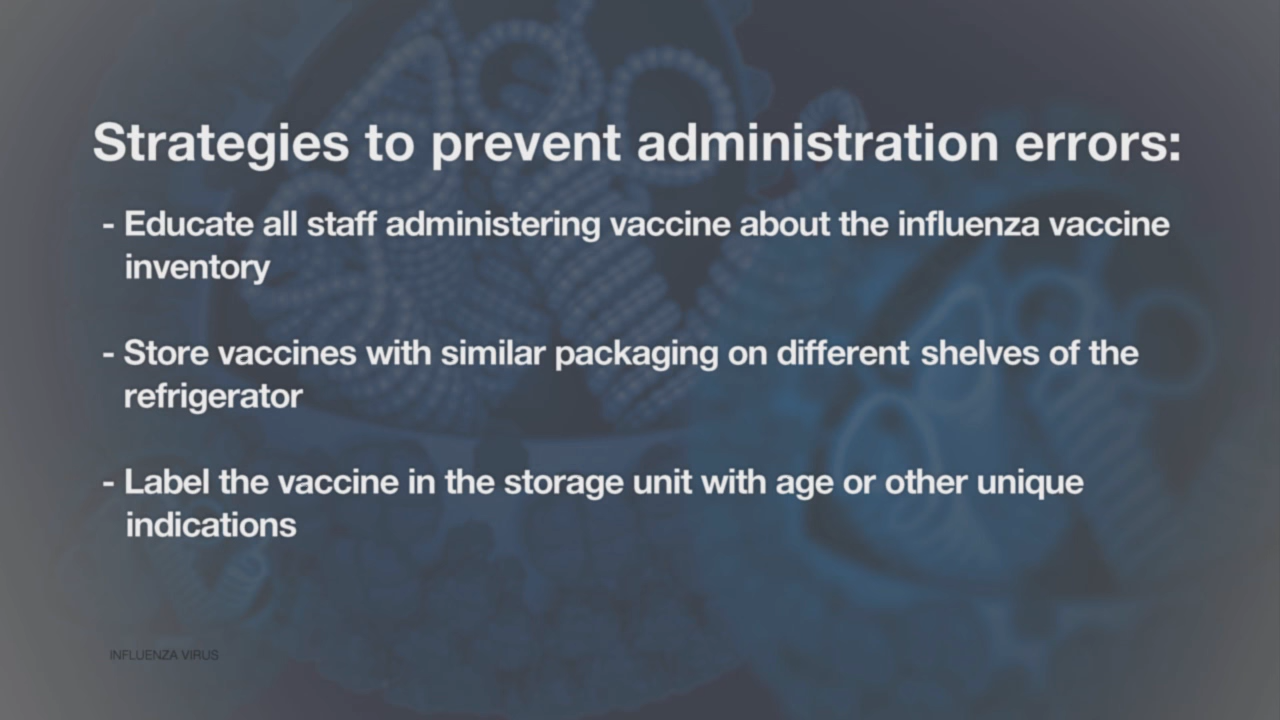 Strategies to prevent administration errors:
- Educate all staff administering vaccine about the influenza vaccine
inventory
- Store vaccines with similar packaging on different shelves of the
refrigerator
- Label the vaccine in the storage unit with age or other unique
indications
INFLUENZA VIRUS